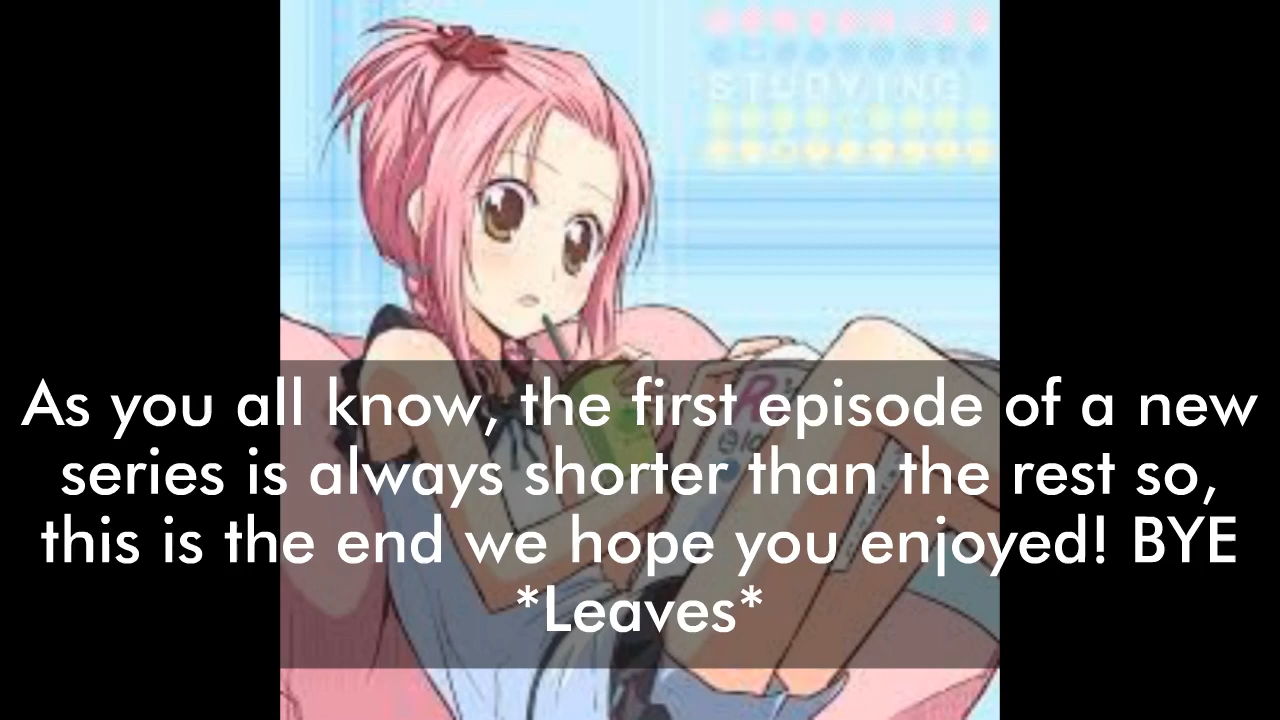 STUDYING
As you all know, the first episode of a new
series is always shorter than the rest so,
this is the end we hope you enjoyed! BYE
*Leaves*